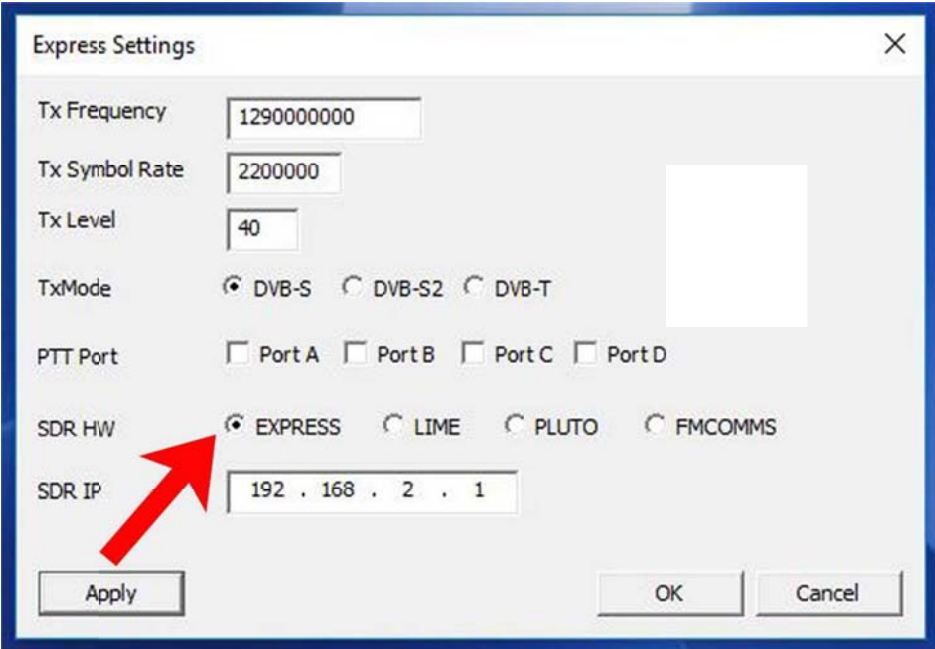 Express Settings
Tx Frequency 1290000000
Tx Symbol Rate 2200000
Tx Level 40
TxMode DVB-S DVB-S2 DVB-T
PTT Port Port A Port B Port C Port D
SDR HW EXPRESS LIME PLUTO FMCOMMS
SDR IP 192 . 168 . 2 . 1
Apply OK Cancel